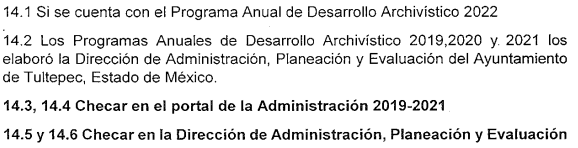 14.1 Si se cuenta con el Programa Anual de Desarrollo Archivístico 2022
14.2 Los Programas Anuales de Desarrollo Archivístico 2019,2020 y 2021 los
elaboró la Dirección de Administración, Planeación y Evaluación del Ayuntamiento
de Tultepec, Estado de México.
14.3, 14.4 Checar en el portal de la Administración 2019-2021
14.5 y 14.6 Checar en la Dirección de Administración, Planeación y Evaluación